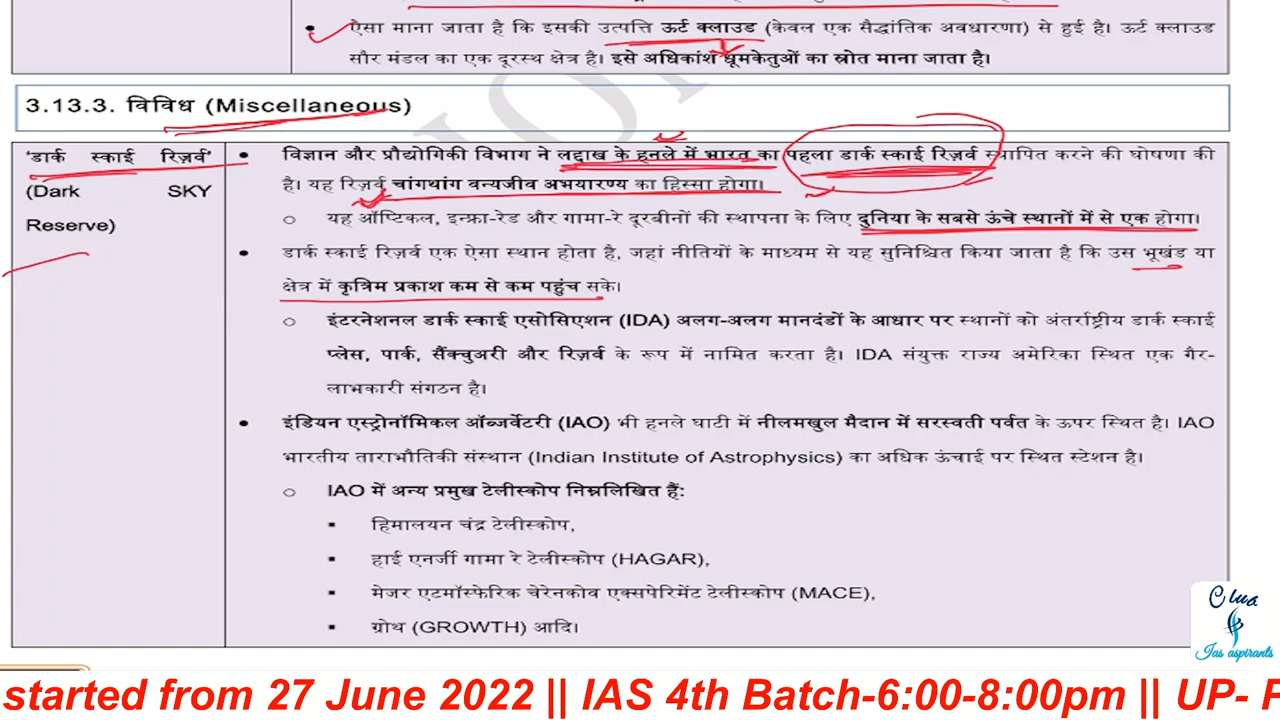 ऐसा माना जाता है कि इसकी उत्पत्ति ऊर्ट क्लाउड (केवल एक सैद्धांतिक अवधारणा) से हुई है। ऊर्ट क्लाउड
सौर मंडल का एक दूरस्थ क्षेत्र है। इसे अधिकांश धूमकेतुओं का स्रोत माना जाता है।
3.13.3. विविध (Miscellaneous)
'डार्क स्काई रिज़र्व'
(Dark SKY
Reserve)
• विज्ञान और प्रौद्योगिकी विभाग ने लद्दाख के हनले में भारत का पहला डार्क स्काई रिज़र्व स्थापित करने की घोषणा की
है। यह रिज़र्व चांगथांग वन्यजीव अभयारण्य का हिस्सा होगा।
○ यह ऑप्टिकल, इन्फ्रा-रेड और गामा-रे दूरबीनों की स्थापना के लिए दुनिया के सबसे ऊंचे स्थानों में से एक होगा।
• डार्क स्काई रिज़र्व एक ऐसा स्थान होता है, जहां नीतियों के माध्यम से यह सुनिश्चित किया जाता है कि उस भूखंड या
क्षेत्र में कृत्रिम प्रकाश कम से कम पहुंच सके।
○ इंटरनेशनल डार्क स्काई एसोसिएशन (IDA) अलग-अलग मानदंडों के आधार पर स्थानों को अंतर्राष्ट्रीय डार्क स्काई
प्लेस, पार्क, सैंक्चुअरी और रिज़र्व के रूप में नामित करता है। IDA संयुक्त राज्य अमेरिका स्थित एक गैर-
लाभकारी संगठन है।
• इंडियन एस्ट्रोनॉमिकल ऑब्जर्वेटरी (IAO) भी हनले घाटी में नीलमखुल मैदान में सरस्वती पर्वत के ऊपर स्थित है। IAO
भारतीय ताराभौतिकी संस्थान (Indian Institute of Astrophysics) का अधिक ऊंचाई पर स्थित स्टेशन है।
○ IAO में अन्य प्रमुख टेलीस्कोप निम्नलिखित हैं:
▪ हिमालयन चंद्र टेलीस्कोप,
▪ हाई एनर्जी गामा रे टेलीस्कोप (HAGAR),
▪ मेजर एटमॉस्फेरिक चेरेनकोव एक्सपेरिमेंट टेलीस्कोप (MACE),
▪ ग्रोथ (GROWTH) आदि।
Clue
Ias aspirants
started from 27 June 2022 || IAS 4th Batch-6:00-8:00pm || UP-